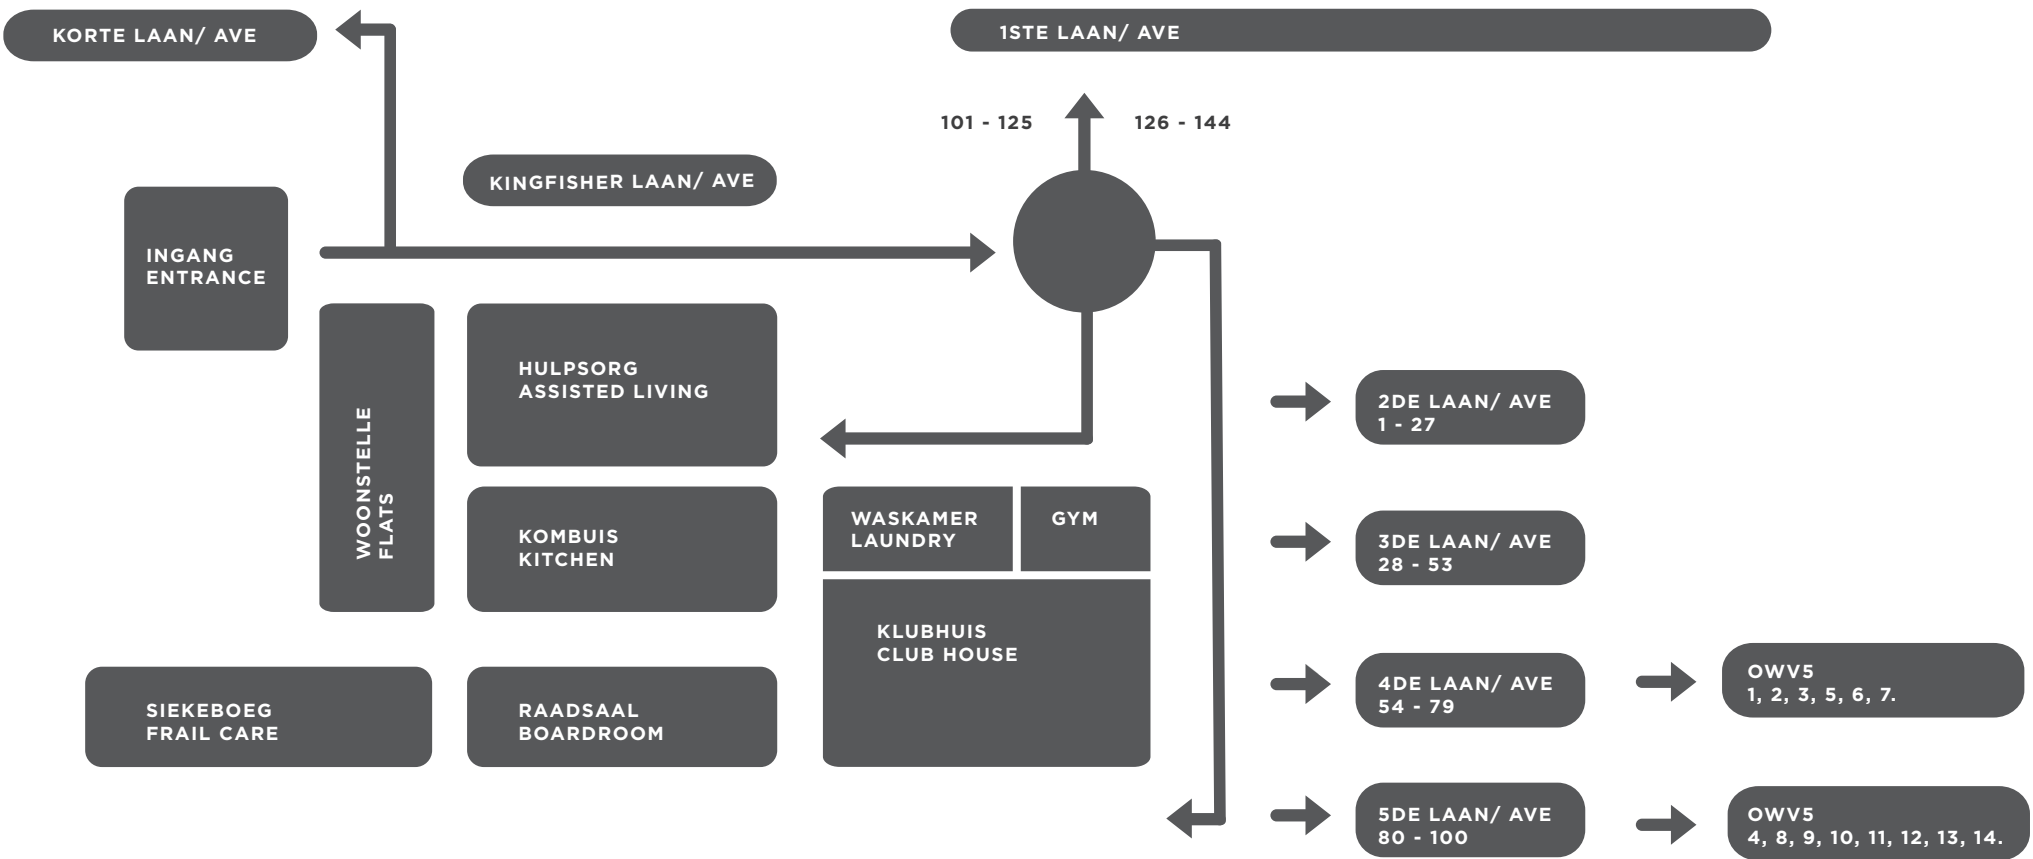 KORTE LAAN/ AVE
1STE LAAN/ AVE
101 - 125
126 - 144
KINGFISHER LAAN/ AVE
INGANG
ENTRANCE
HULPSORG
ASSISTED LIVING
WOONSTELLE
FLATS
2DE LAAN/ AVE
1 - 27
KOMBUIS
KITCHEN
WASKAMER
LAUNDRY
GYM
3DE LAAN/ AVE
28 - 53
KLUBHUIS
CLUB HOUSE
SIEKEBOEG
FRAIL CARE
RAADSAAL
BOARDROOM
4DE LAAN/ AVE
54 - 79
OWV5
1, 2, 3, 5, 6, 7.
5DE LAAN/ AVE
80 - 100
OWV5
4, 8, 9, 10, 11, 12, 13, 14.